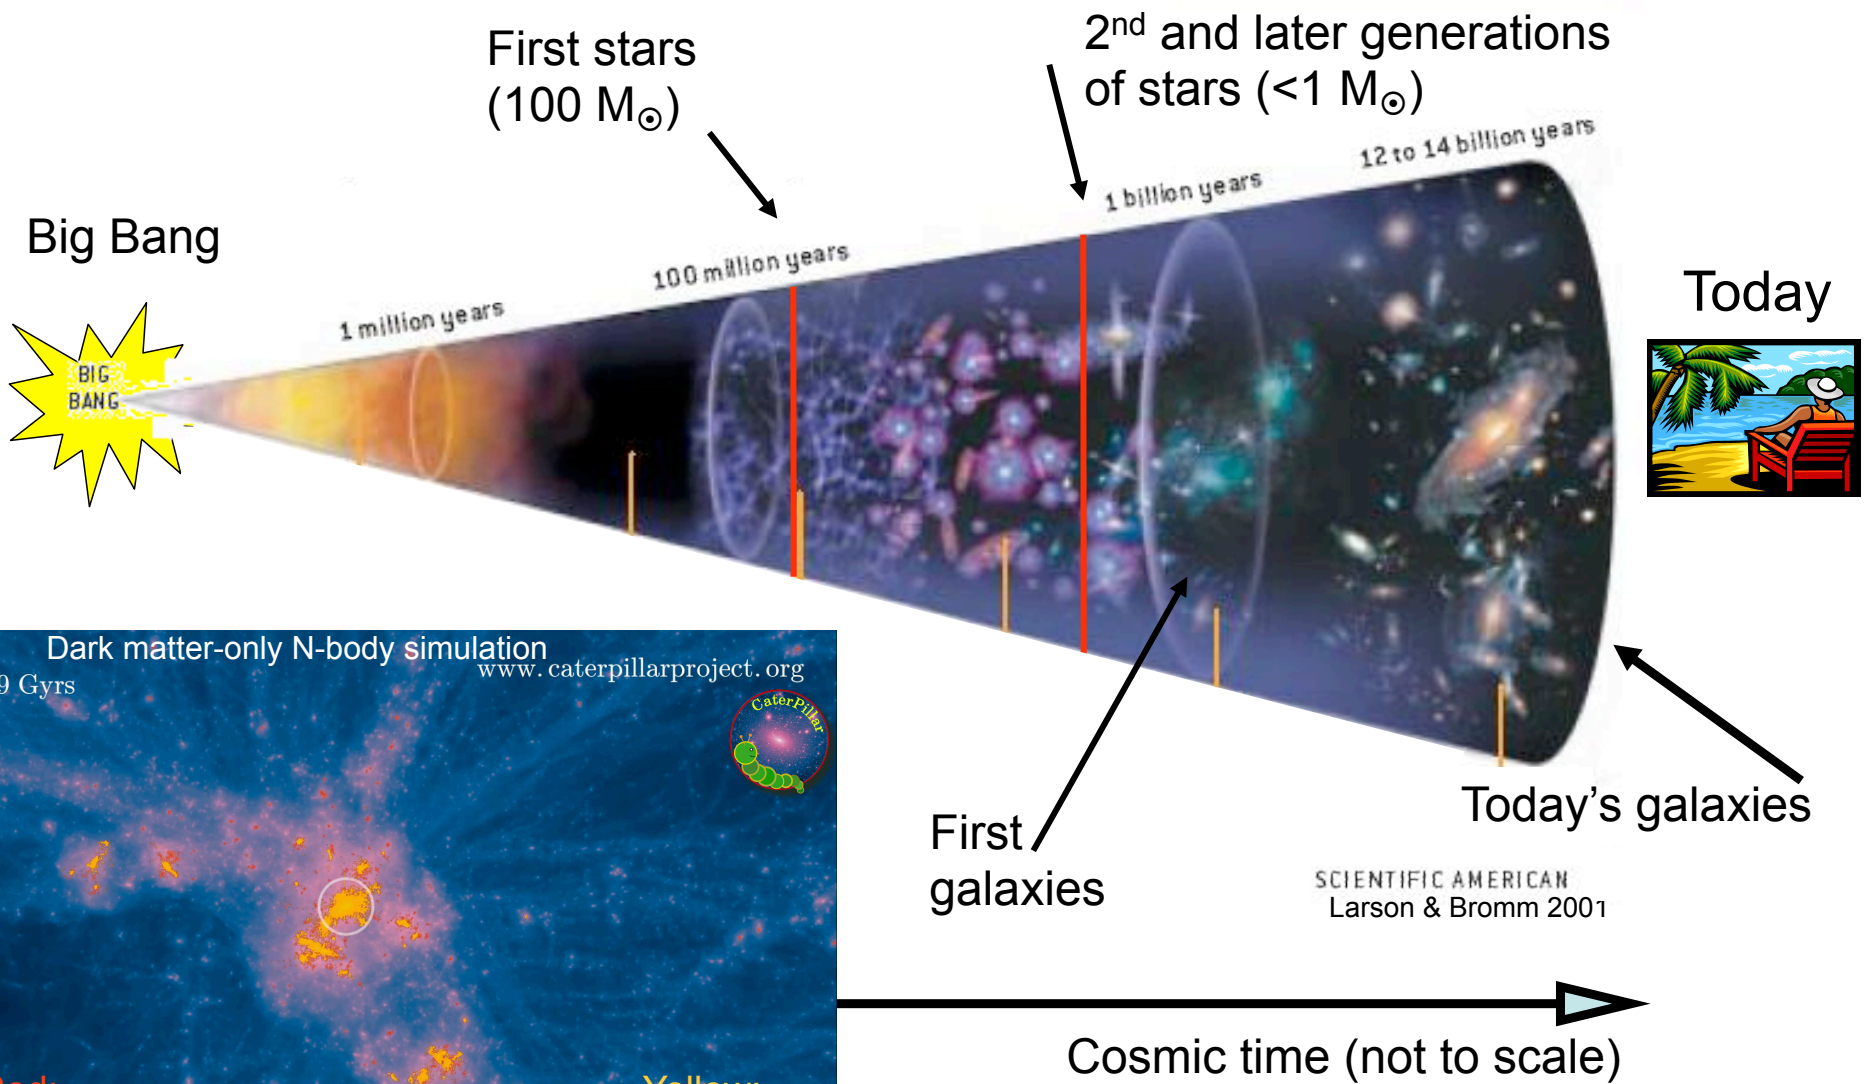 First stars
(100 M☉)
2nd and later generations
of stars (<1 M☉)
12 to 14 billion years
1 billion years
Big Bang
100 million years
1 million years
Today
BIG
BANG
Dark matter-only N-body simulation
www.caterpillarproject.org
9 Gyrs
CaterPillar
First
galaxies
Today's galaxies
SCIENTIFIC AMERICAN
Larson & Bromm 2001
Cosmic time (not to scale)